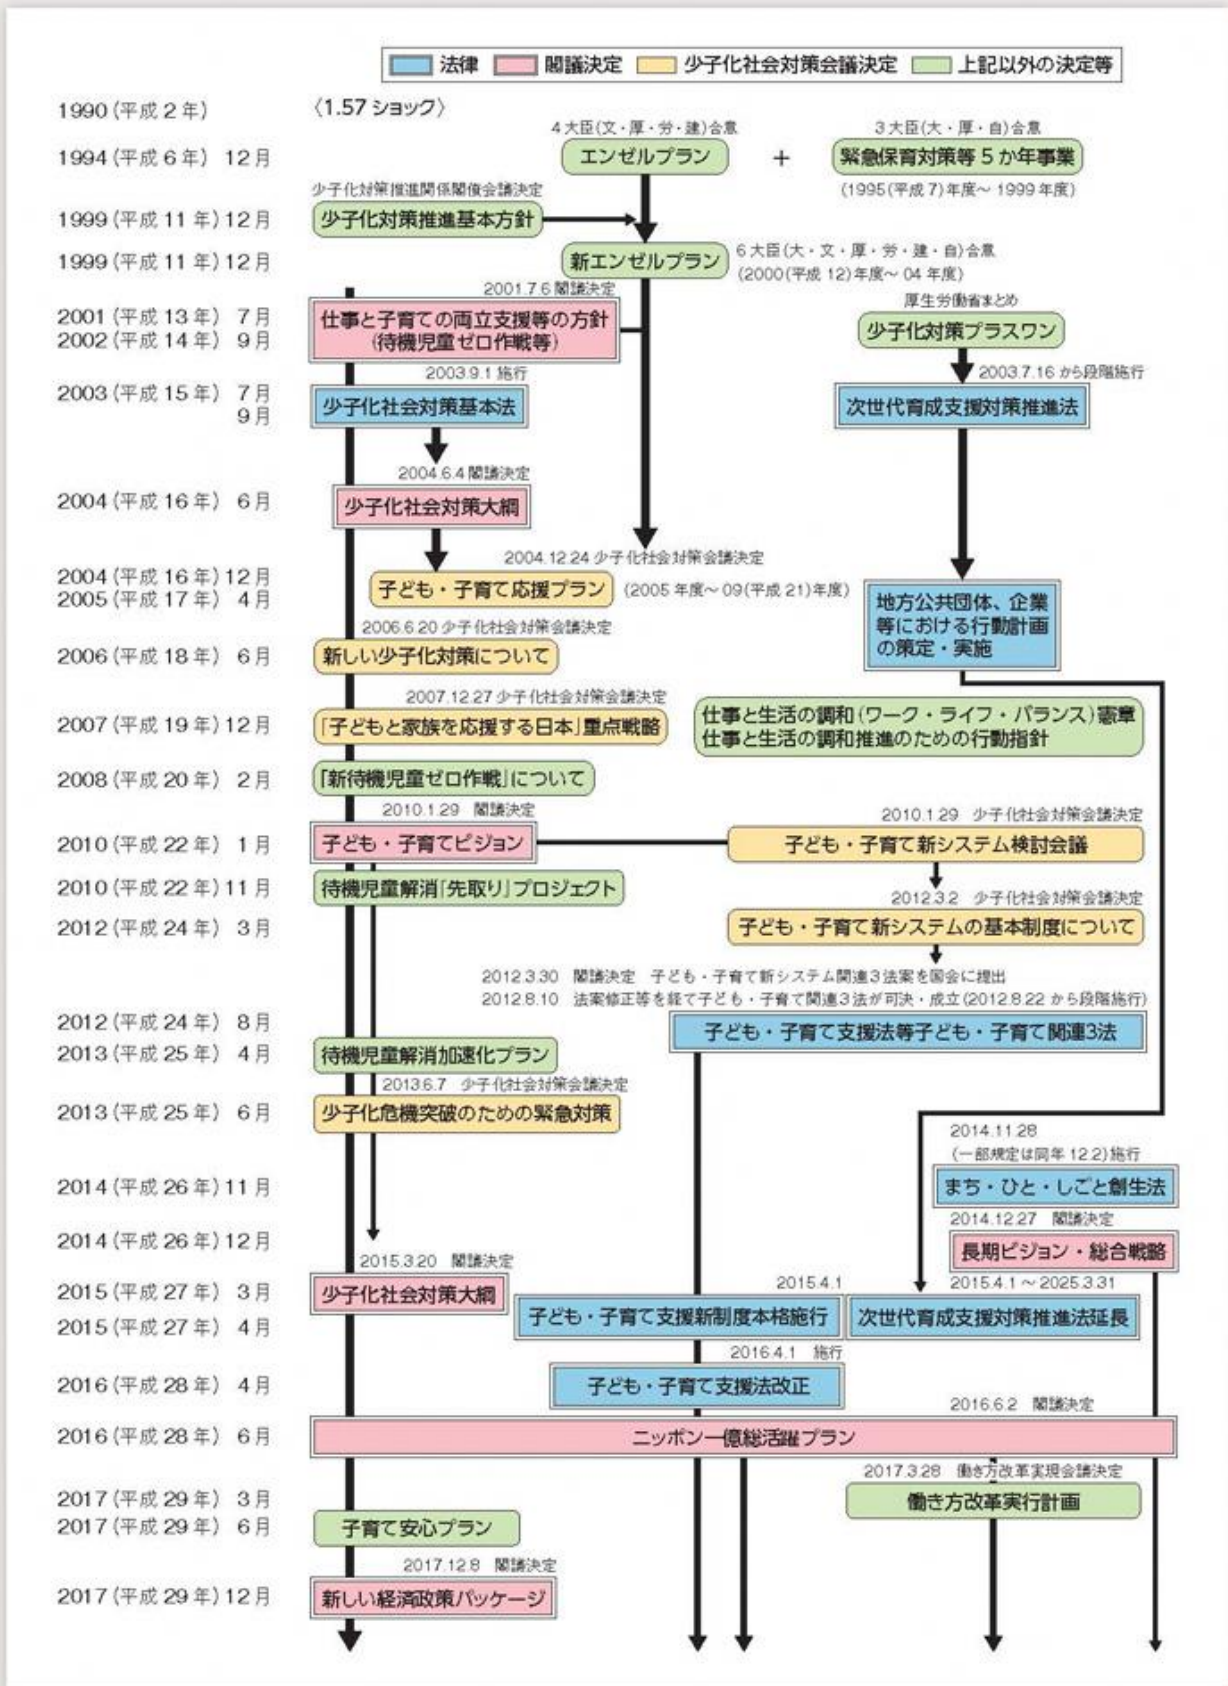 法律 閣議決定 少子化社会対策会議決定 上記以外の決定等
1990(平成2年)
〈1.57ショック〉
4大臣(文・厚・労・建)合意
3大臣(大・厚・自)合意
1994(平成6年) 12月
エンゼルプラン
+
緊急保育対策等5か年事業
(1995(平成7)年度～1999年度)
少子化対策推進関係閣僚会議決定
1999(平成11年)12月
少子化対策推進基本方針
1999(平成11年)12月
新エンゼルプラン
6大臣(大・文・厚・労・建・自)合意
(2000(平成12)年度～04年度)
2001.7.6 閣議決定
2001(平成13年) 7月
仕事と子育ての両立支援等の方針
(待機児童ゼロ作戦等)
2002(平成14年) 9月
厚生労働省まとめ
少子化対策プラスワン
2003.9.1 施行
2003.7.16から段階施行
2003(平成15年) 7月
9月
少子化社会対策基本法
次世代育成支援対策推進法
2004.6.4 閣議決定
2004(平成16年) 6月
少子化社会対策大綱
2004.12.24 少子化社会対策会議決定
2004(平成16年)12月
子ども・子育て応援プラン
(2005年度～09(平成21)年度)
2005(平成17年) 4月
地方公共団体、企業
等における行動計画
の策定・実施
2006.6.20 少子化社会対策会議決定
2006(平成18年) 6月
新しい少子化対策について
2007.12.27 少子化社会対策会議決定
2007(平成19年)12月
「子どもと家族を応援する日本」重点戦略
仕事と生活の調和(ワーク・ライフ・バランス)憲章
仕事と生活の調和推進のための行動指針
2008(平成20年) 2月
「新待機児童ゼロ作戦」について
2010.1.29 閣議決定
2010.1.29 少子化社会対策会議決定
2010(平成22年) 1月
子ども・子育てビジョン
子ども・子育て新システム検討会議
2010(平成22年)11月
待機児童解消「先取り」プロジェクト
2012.3.2 少子化社会対策会議決定
2012(平成24年) 3月
子ども・子育て新システムの基本制度について
2012.3.30 閣議決定 子ども・子育て新システム関連3法案を国会に提出
2012.8.10 法案修正等を経て子ども・子育て関連3法が可決・成立(2012.8.22から段階施行)
2012(平成24年) 8月
子ども・子育て支援法等子ども・子育て関連3法
2013(平成25年) 4月
待機児童解消加速化プラン
2013.6.7 少子化社会対策会議決定
2013(平成25年) 6月
少子化危機突破のための緊急対策
2014.11.28
(一部規定は同年12.2)施行
2014(平成26年)11月
まち・ひと・しごと創生法
2014.12.27 閣議決定
2014(平成26年)12月
長期ビジョン・総合戦略
2015.3.20 閣議決定
2015(平成27年) 3月
少子化社会対策大綱
2015.4.1
2015.4.1～2025.3.31
2015(平成27年) 4月
子ども・子育て支援新制度本格施行
次世代育成支援対策推進法延長
2016.4.1 施行
2016(平成28年) 4月
子ども・子育て支援法改正
2016.6.2 閣議決定
2016(平成28年) 6月
ニッポン一億総活躍プラン
2017.3.28 働き方改革実現会議決定
2017(平成29年) 3月
働き方改革実行計画
2017(平成29年) 6月
子育て安心プラン
2017.12.8 閣議決定
2017(平成29年)12月
新しい経済政策パッケージ